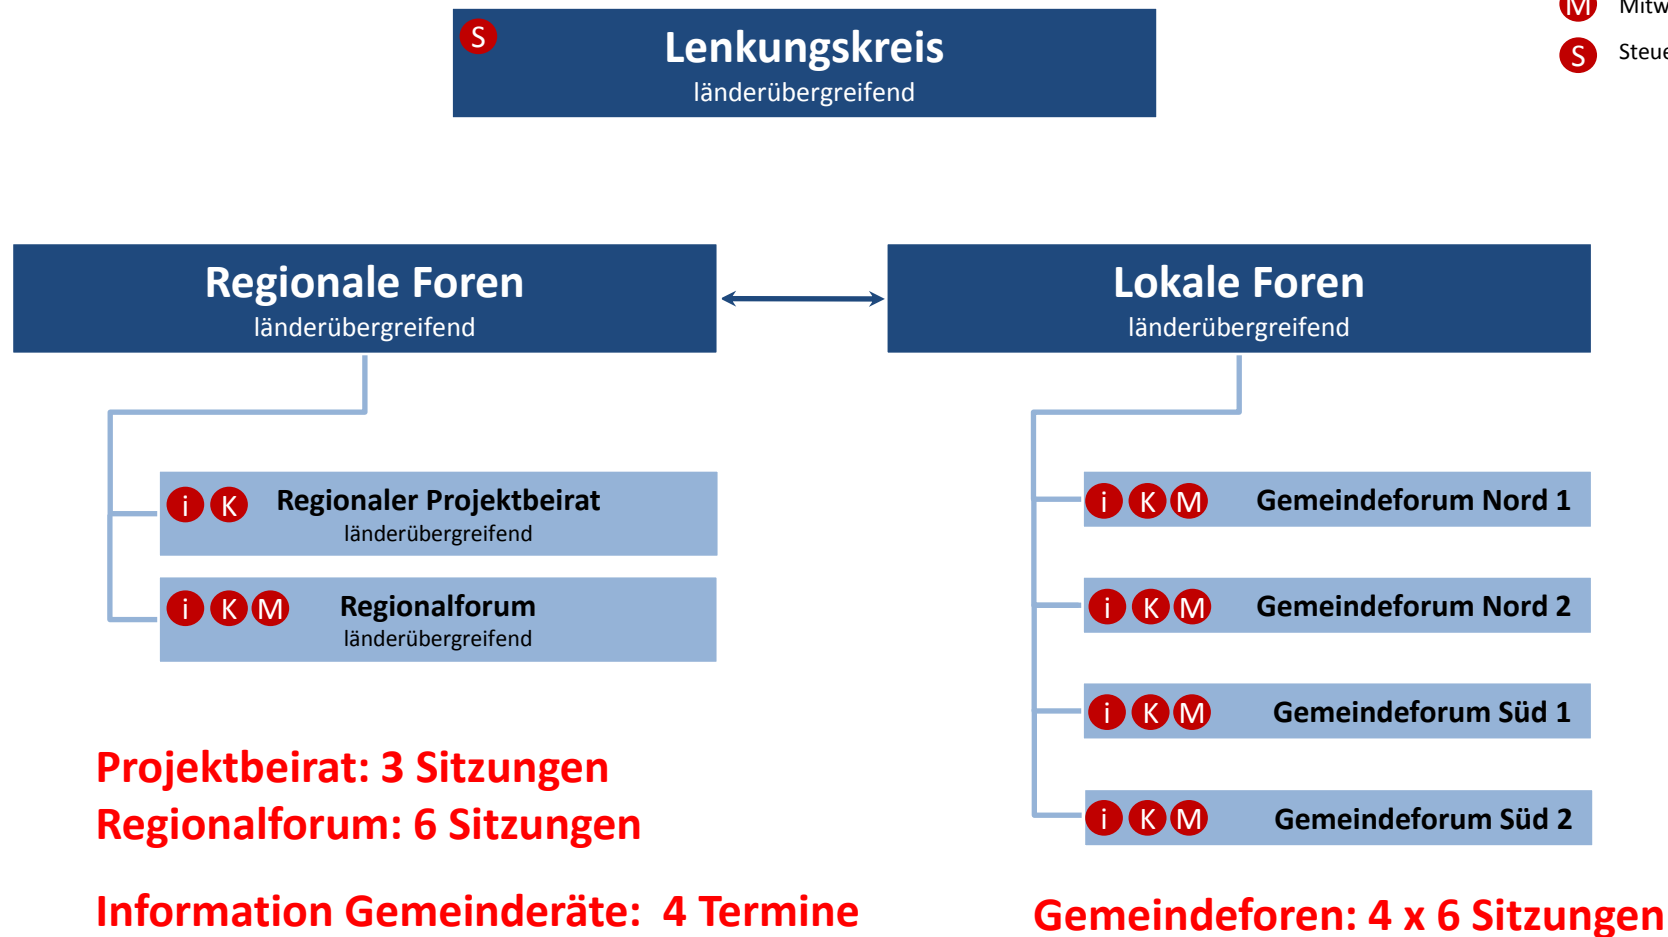 S
Lenkungskreis
länderübergreifend
M
S
Regionale Foren
länderübergreifend
Lokale Foren
länderübergreifend
i K Regionaler Projektbeirat
länderübergreifend
i K M Regionalforum
länderübergreifend
i K M Gemeindeforum Nord 1
i K M Gemeindeforum Nord 2
i K M Gemeindeforum Süd 1
i K M Gemeindeforum Süd 2
Projektbeirat: 3 Sitzungen
Regionalforum: 6 Sitzungen
Information Gemeinderäte: 4 Termine
Gemeindeforen: 4 x 6 Sitzungen